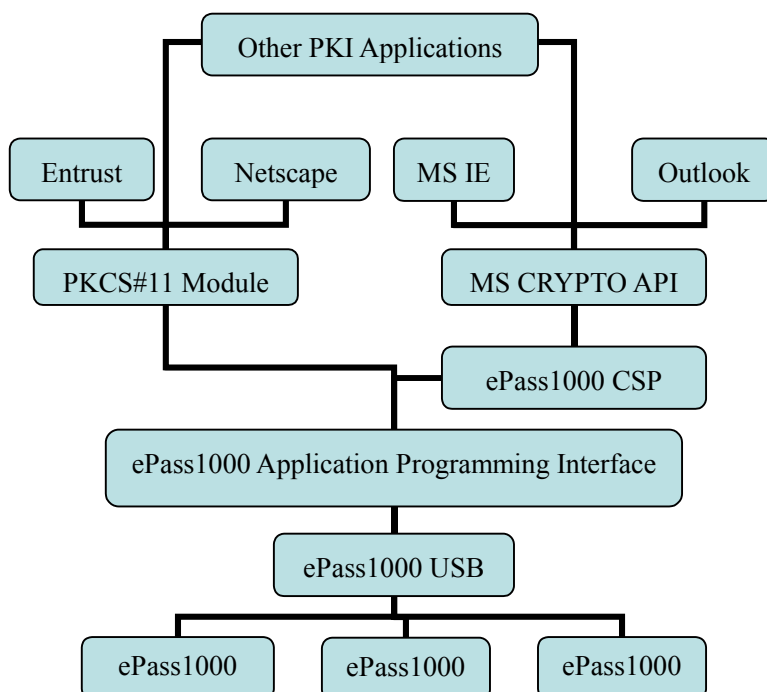 Other PKI Applications
Entrust
Netscape
MS IE
Outlook
PKCS#11 Module
MS CRYPTO API
ePass1000 CSP
ePass1000 Application Programming Interface
ePass1000 USB
ePass1000
ePass1000
ePass1000